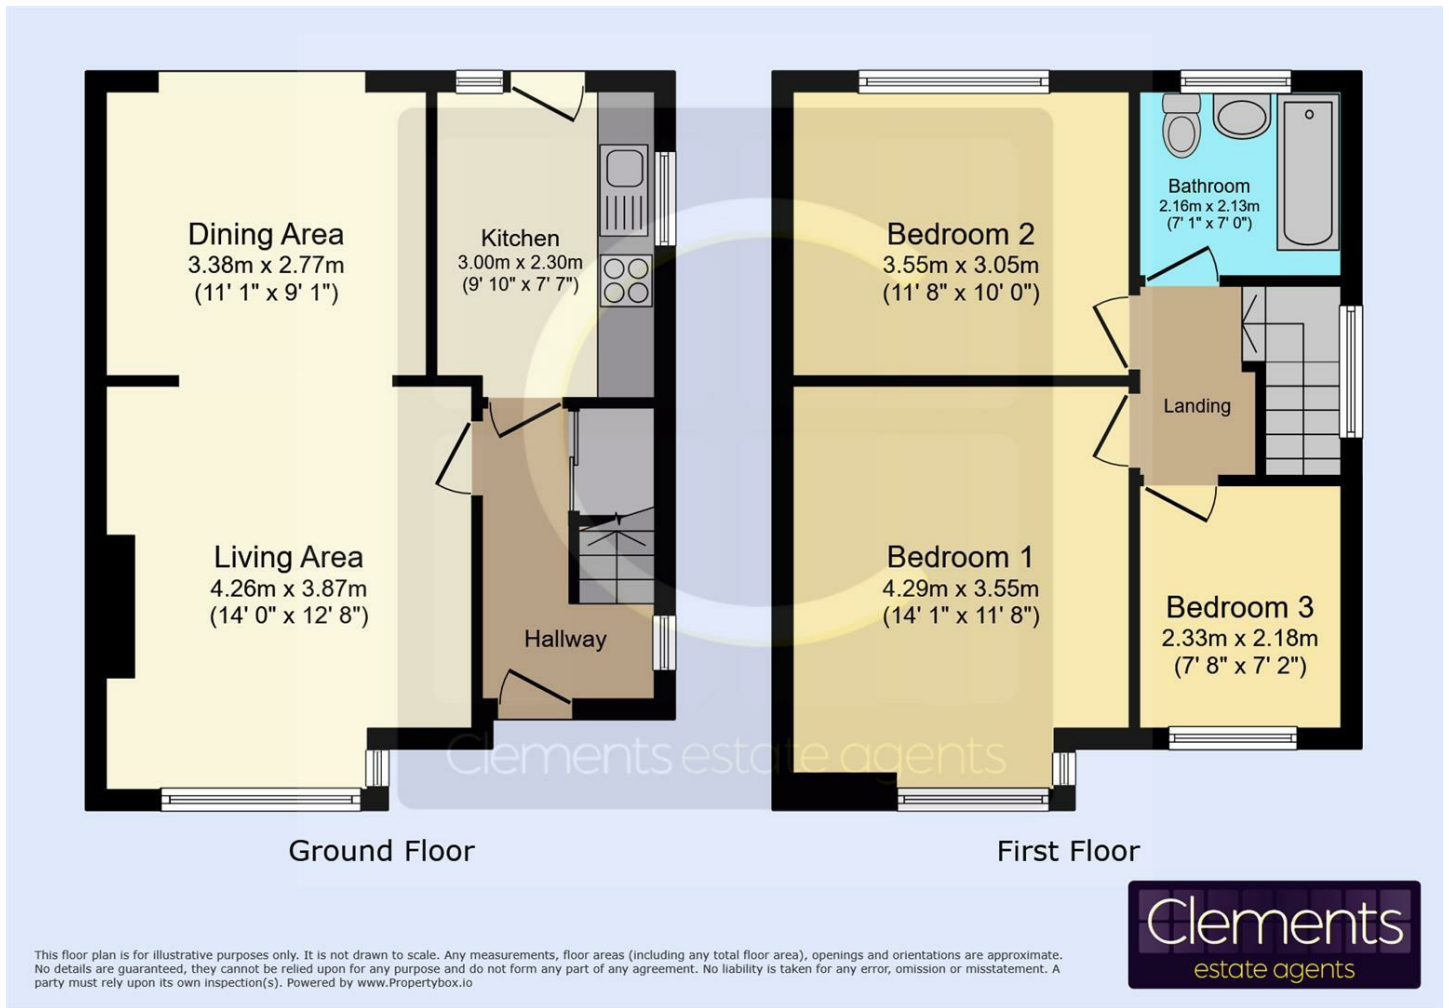 Dining Area
3.38m x 2.77m
(11' 1" x 9' 1")
Kitchen
3.00m x 2.30m
(9' 10" x 7' 7")
Living Area
4.26m x 3.87m
(14' 0" x 12' 8")
Hallway
Ground Floor
Bedroom 2
3.55m x 3.05m
(11' 8" x 10' 0")
Bathroom
2.16m x 2.13m
(7' 1" x 7' 0")
Landing
Bedroom 1
4.29m x 3.55m
(14' 1" x 11' 8")
Bedroom 3
2.33m x 2.18m
(7' 8" x 7' 2")
First Floor
Clements estate agents
Clements
estate agents
This floor plan is for illustrative purposes only. It is not drawn to scale. Any measurements, floor areas (including any total floor area), openings and orientations are approximate.
No details are guaranteed, they cannot be relied upon for any purpose and do not form any part of any agreement. No liability is taken for any error, omission or misstatement. A
party must rely upon its own inspection(s). Powered by www.Propertybox.io